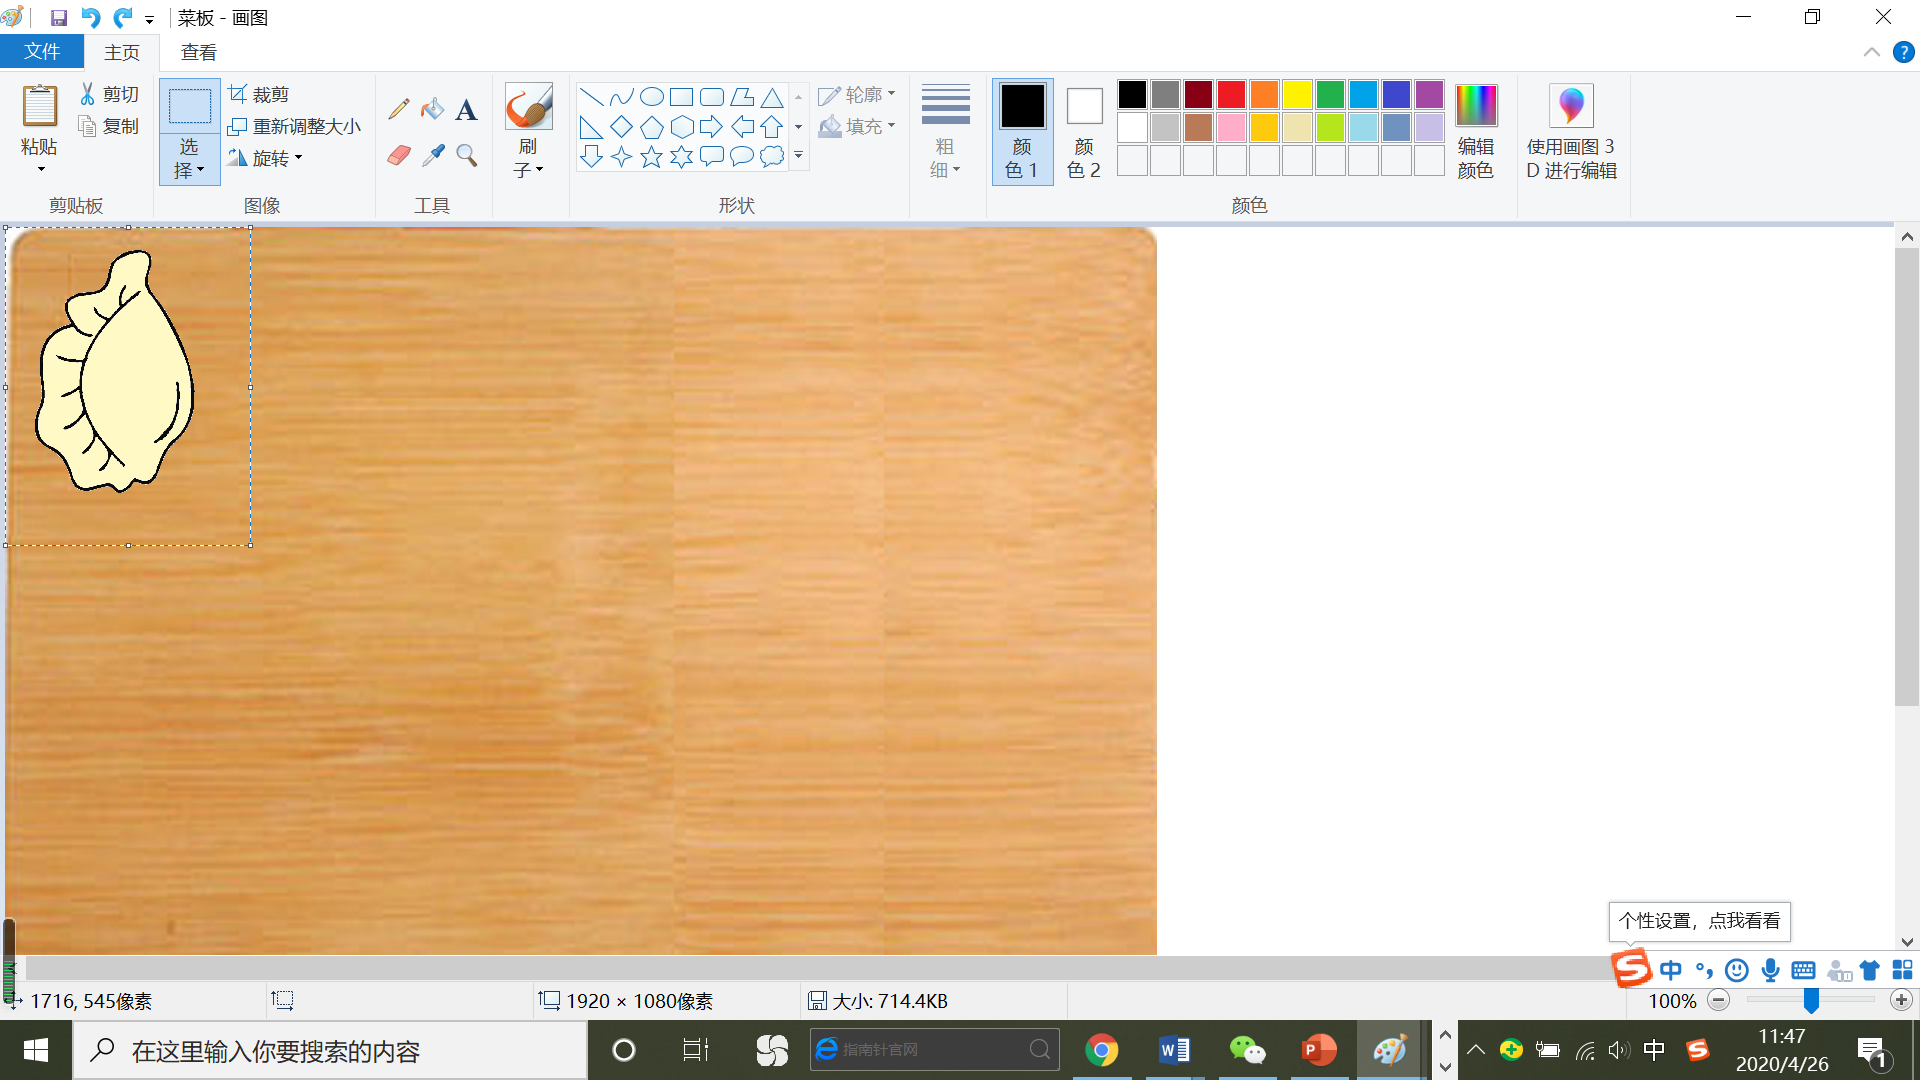 菜板 - 画图
文件
主页
查看
粘贴
剪切
复制
剪贴板
选
择
裁剪
重新调整大小
旋转
图像
A
工具
刷
子
形状
轮廓
填充
粗
细
颜
色 1
颜
色 2
编辑
颜色
颜色
使用画图 3
D 进行编辑
个性设置，点我看看
中
1716, 545像素
1920 × 1080像素
大小: 714.4KB
100%
在这里输入你要搜索的内容
指南针官网
中
11:47
2020/4/26
1